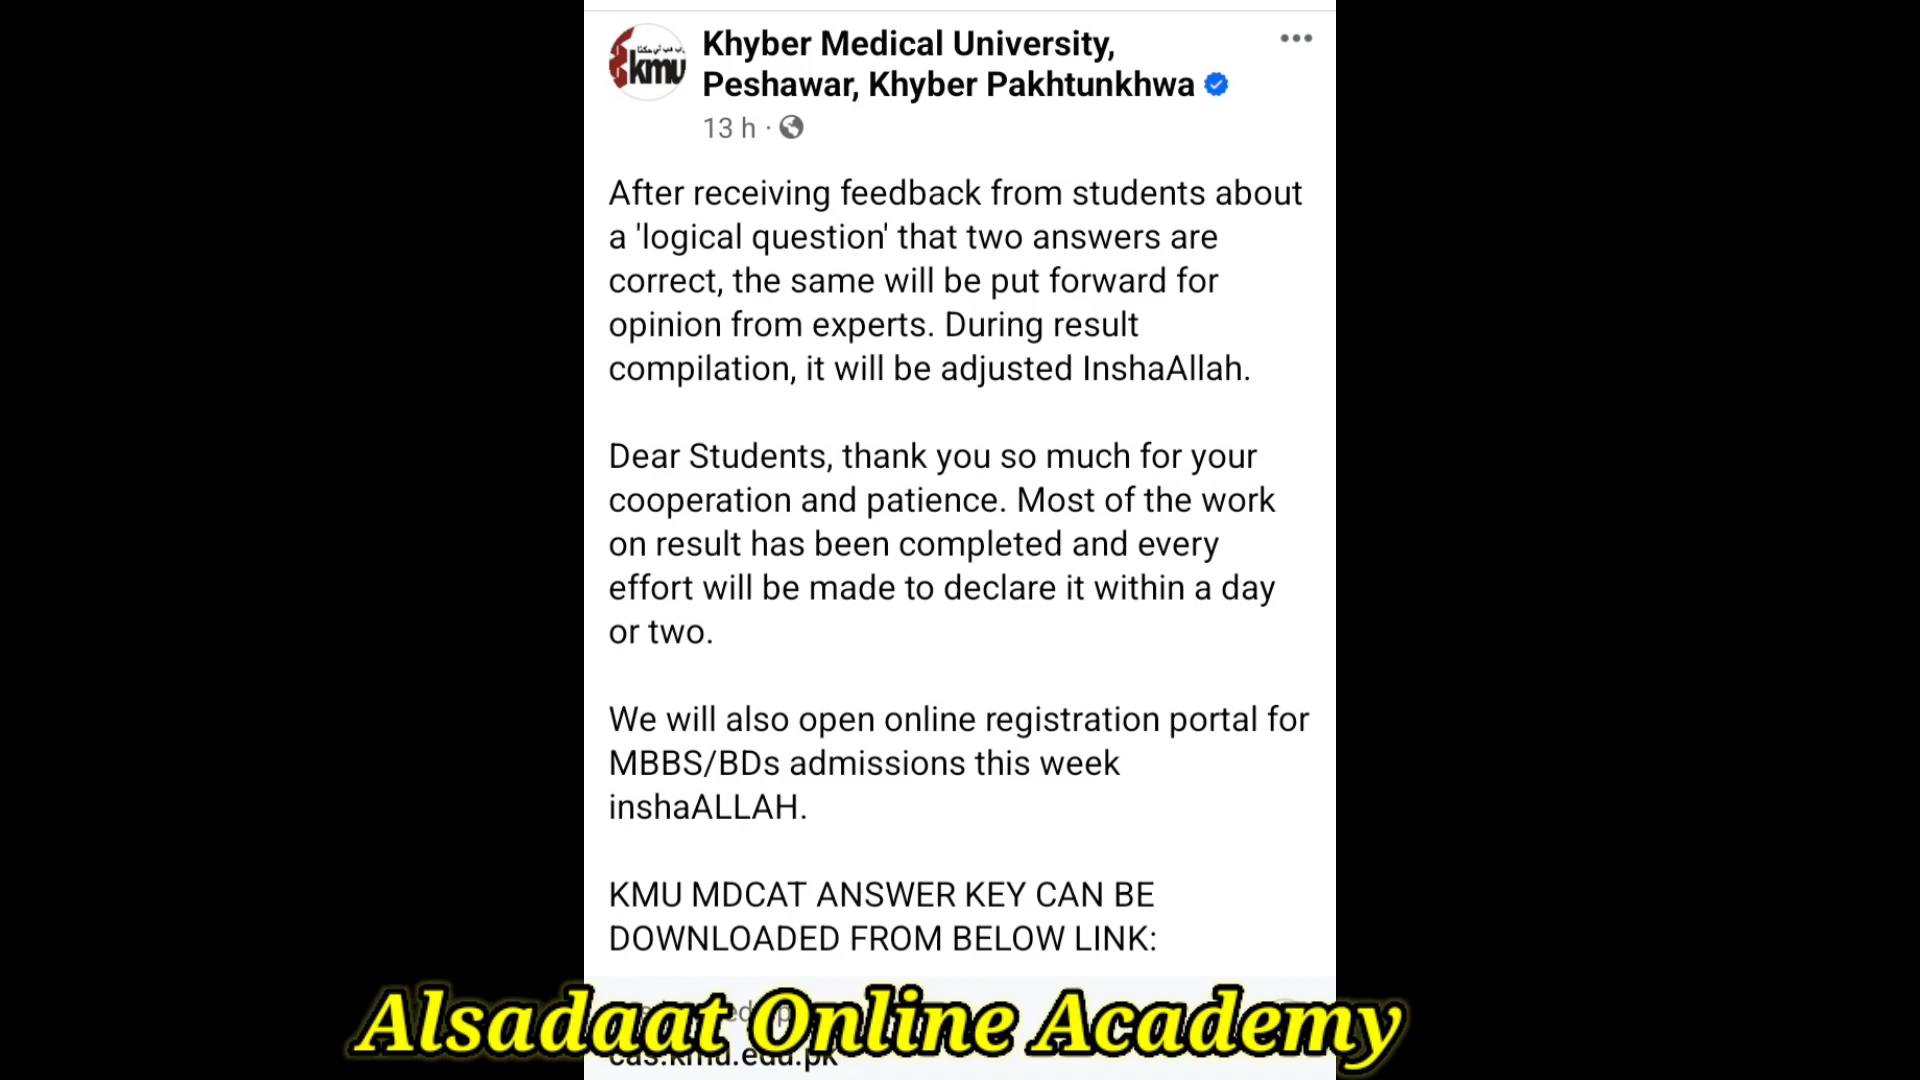 Khyber Medical University,
Peshawar, Khyber Pakhtunkhwa
kmu
13 h ·
After receiving feedback from students about
a 'logical question' that two answers are
correct, the same will be put forward for
opinion from experts. During result
compilation, it will be adjusted InshaAllah.
Dear Students, thank you so much for your
cooperation and patience. Most of the work
on result has been completed and every
effort will be made to declare it within a day
or two.
We will also open online registration portal for
MBBS/BDs admissions this week
inshaALLAH.
KMU MDCAT ANSWER KEY CAN BE
DOWNLOADED FROM BELOW LINK:
Alsadaat Online Academy
cas.kmu.edu.pk